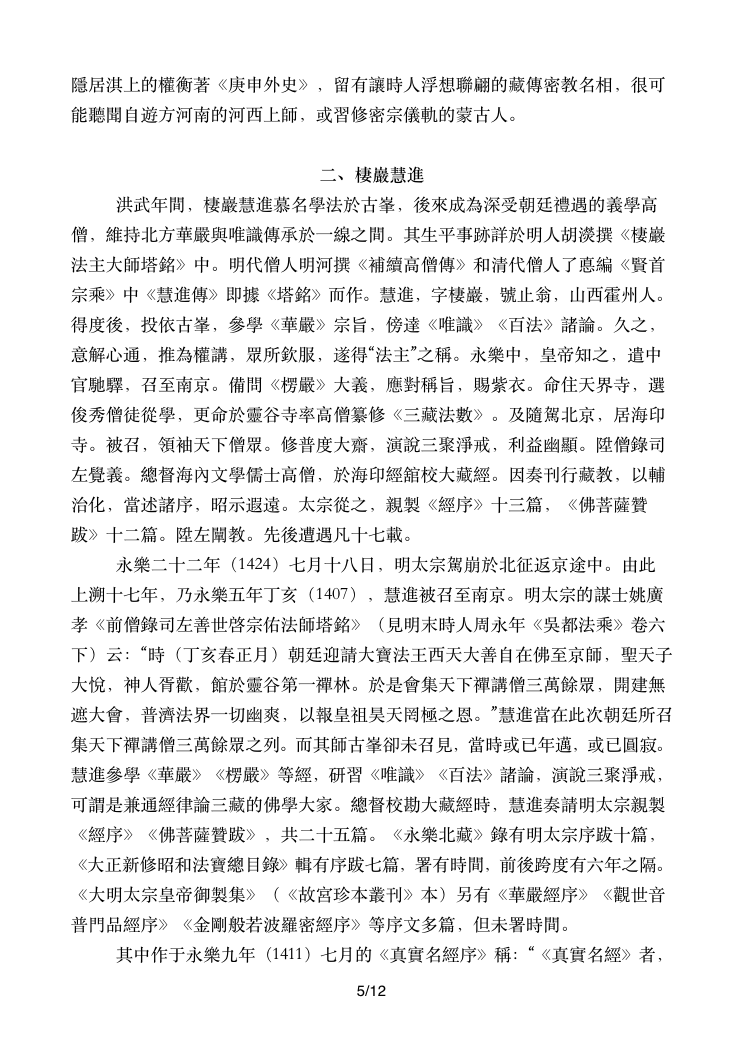 隱居淇上的權衡著《庚申外史》，留有讓時人浮想聯翩的藏傳密教名相，很可
能聽聞自遊方河南的河西上師，或習修密宗儀軌的蒙古人。
二、棲巖慧進
洪武年間，棲巖慧進慕名學法於古峯，後來成為深受朝廷禮遇的義學高
僧，維持北方華嚴與唯識傳承於一線之間。其生平事跡詳於明人胡濙撰《棲巖
法主大師塔銘》中。明代僧人明河撰《補續高僧傳》和清代僧人了悳編《賢首
宗乘》中《慧進傳》即據《塔銘》而作。慧進，字棲巖，號止翁，山西霍州人。
得度後，投依古峯，參學《華嚴》宗旨，傍達《唯識》《百法》諸論。久之，
意解心通，推為權講，眾所欽服，遂得“法主”之稱。永樂中，皇帝知之，遣中
官馳驛，召至南京。備問《楞嚴》大義，應對稱旨，賜紫衣。命住天界寺，選
俊秀僧徒從學，更命於靈谷寺率高僧纂修《三藏法數》。及隨駕北京，居海印
寺。被召，領袖天下僧眾。修普度大齋，演說三聚淨戒，利益幽顯。陞僧錄司
左覺義。總督海內文學儒士高僧，於海印經舘校大藏經。因奏刊行藏教，以輔
治化，當述諸序，昭示遐遠。太宗從之，親製《經序》十三篇，《佛菩薩贊
跋》十二篇。陞左闡教。先後遭遇凡十七載。
永樂二十二年（1424）七月十八日，明太宗駕崩於北征返京途中。由此
上溯十七年，乃永樂五年丁亥（1407），慧進被召至南京。明太宗的謀士姚廣
孝《前僧錄司左善世啓宗佑法師塔銘》（見明末時人周永年《吳都法乘》卷六
下）云：“時（丁亥春正月）朝廷迎請大寶法王西天大善自在佛至京師，聖天子
大悅，神人胥歡，館於靈谷第一禪林。於是會集天下禪講僧三萬餘眾，開建無
遮大會，普濟法界一切幽爽，以報皇祖昊天罔極之恩。”慧進當在此次朝廷所召
集天下禪講僧三萬餘眾之列。而其師古峯卻未召見，當時或已年邁，或已圓寂。
慧進參學《華嚴》《楞嚴》等經，研習《唯識》《百法》諸論，演說三聚淨戒，
可謂是兼通經律論三藏的佛學大家。總督校勘大藏經時，慧進奏請明太宗親製
《經序》《佛菩薩贊跋》，共二十五篇。《永樂北藏》錄有明太宗序跋十篇，
《大正新修昭和法寶總目錄》輯有序跋七篇，署有時間，前後跨度有六年之隔。
《大明太宗皇帝御製集》（《故宮珍本叢刊》本）另有《華嚴經序》《觀世音
普門品經序》《金剛般若波羅密經序》等序文多篇，但未署時間。
其中作于永樂九年（1411）七月的《真實名經序》稱：“《真實名經》者，
5/12